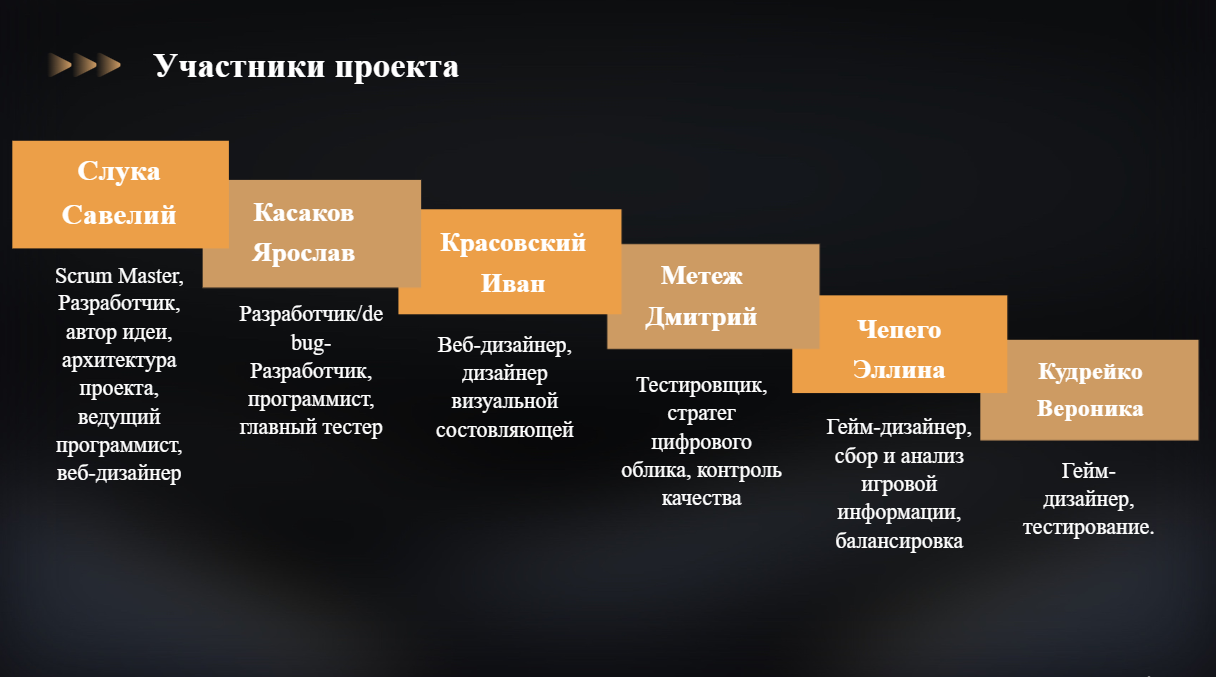 Участники проекта
Слука
Савелий
Scrum Master,
Разработчик,
автор идеи,
архитектура
проекта,
ведущий
программист,
веб-дизайнер
Касаков
Ярослав
Разработчик/de
bug-
Разработчик,
программист,
главный тестер
Красовский
Иван
Веб-дизайнер,
дизайнер
визуальной
состовляющей
Метеж
Дмитрий
Тестировщик,
стратег
цифрового
облика, контроль
качества
Чепего
Эллина
Гейм-дизайнер,
сбор и анализ
игровой
информации,
балансировка
Кудрейко
Вероника
Гейм-
дизайнер,
тестирование.